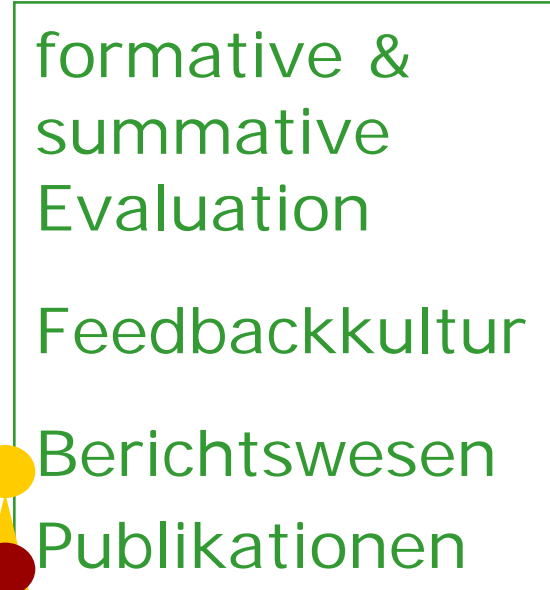 formative &
summative
Evaluation
Feedbackkultur
Berichtswesen
Publikationen